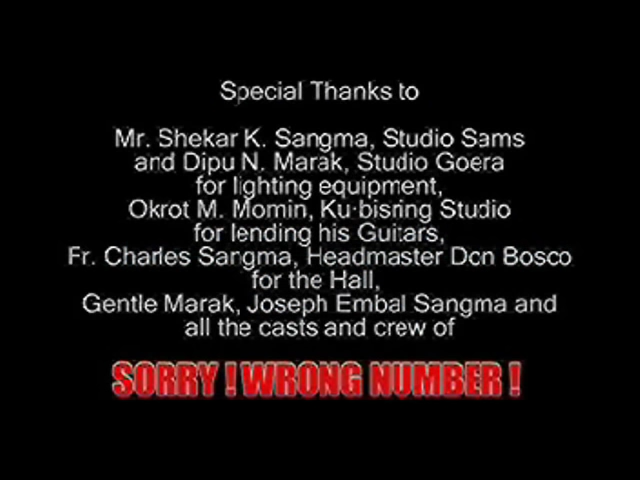 Special Thanks to
Mr. Shekar K. Sangma, Studio Sams
and Dipu N. Marak, Studio Goera
for lighting equipment,
Okrot M. Momin, Ku·bisring Studio
for lending his Guitars,
Fr. Charles Sangma, Headmaster Don Bosco
for the Hall,
Gentle Marak, Joseph Embal Sangma and
all the casts and crew of
SORRY ! WRONG NUMBER !